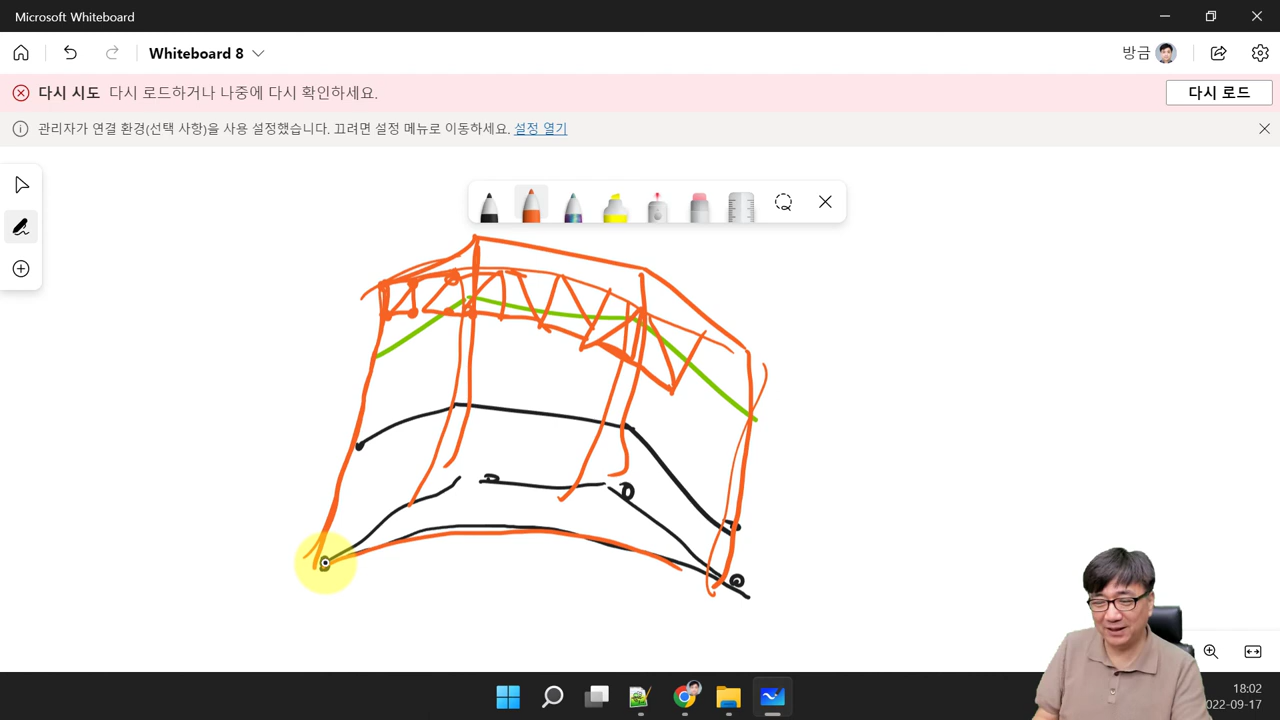 Microsoft Whiteboard
Whiteboard 8
방금
다시 시도 다시 로드하거나 나중에 다시 확인하세요.
다시 로드
관리자가 연결 환경(선택 사항)을 사용 설정했습니다. 끄려면 설정 메뉴로 이동하세요. 설정 열기
18:02
2022-09-17